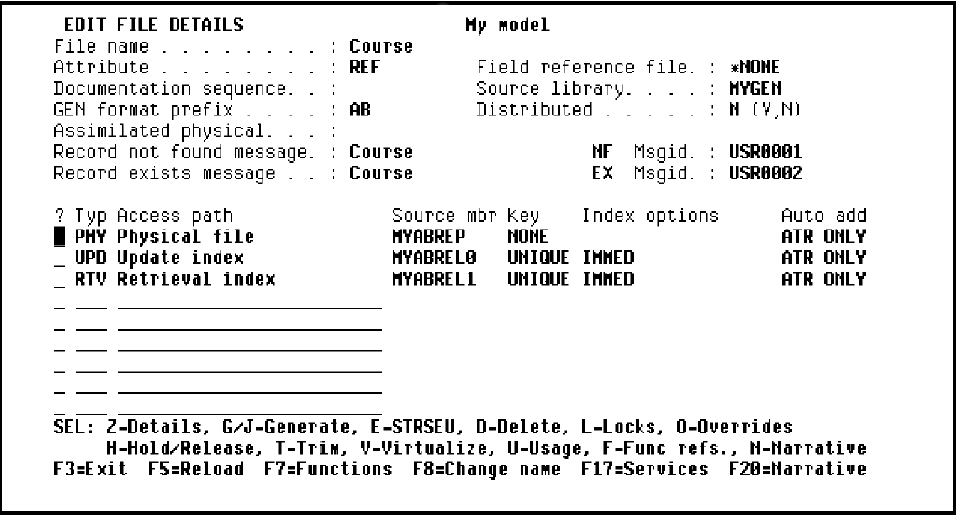 EDIT FILE DETAILS My model
File name . . . . . . . . : Course
Attribute . . . . . . . . : REF Field reference file. : *NONE
Documentation sequence. . : Source library. . . . : MYGEN
GEN format prefix . . . . : AB Distributed . . . . . : N (Y,N)
Assimilated physical. . . :
Record not found message. : Course NF Msgid. : USR0001
Record exists message . . : Course EX Msgid. : USR0002
? Typ Access path Source mbr Key Index options Auto add
PHY Physical file MYABREP NONE ATR ONLY
_ UPD Update index MYABREL0 UNIQUE IMMED ATR ONLY
_ RTV Retrieval index MYABREL1 UNIQUE IMMED ATR ONLY
SEL: Z-Details, G/J-Generate, E-STRSEU, D-Delete, L-Locks, O-Overrides
H-Hold/Release, T-Trim, V-Virtualize, U-Usage, F-Func refs., N-Narrative
F3=Exit F5=Reload F7=Functions F8=Change name F17=Services F20=Narrative